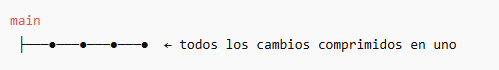 main
├──●──●──●──● ← todos los cambios comprimidos en uno